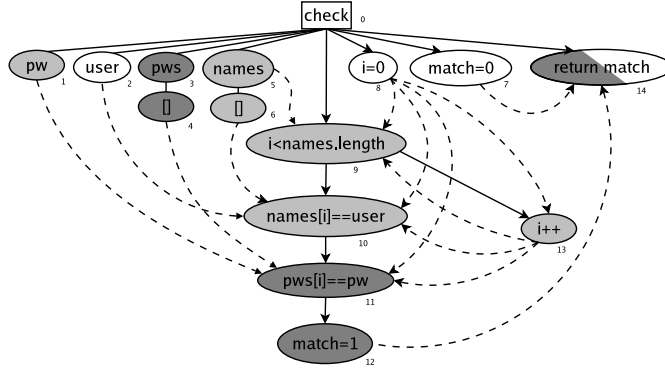 check 0
pw 1
user 2
pws 3
names 5
i=0 8
match=0 7
return match 14
[] 4
[] 6
i<names.length 9
names[i]==user 10
i++ 13
pws[i]==pw 11
match=1 12